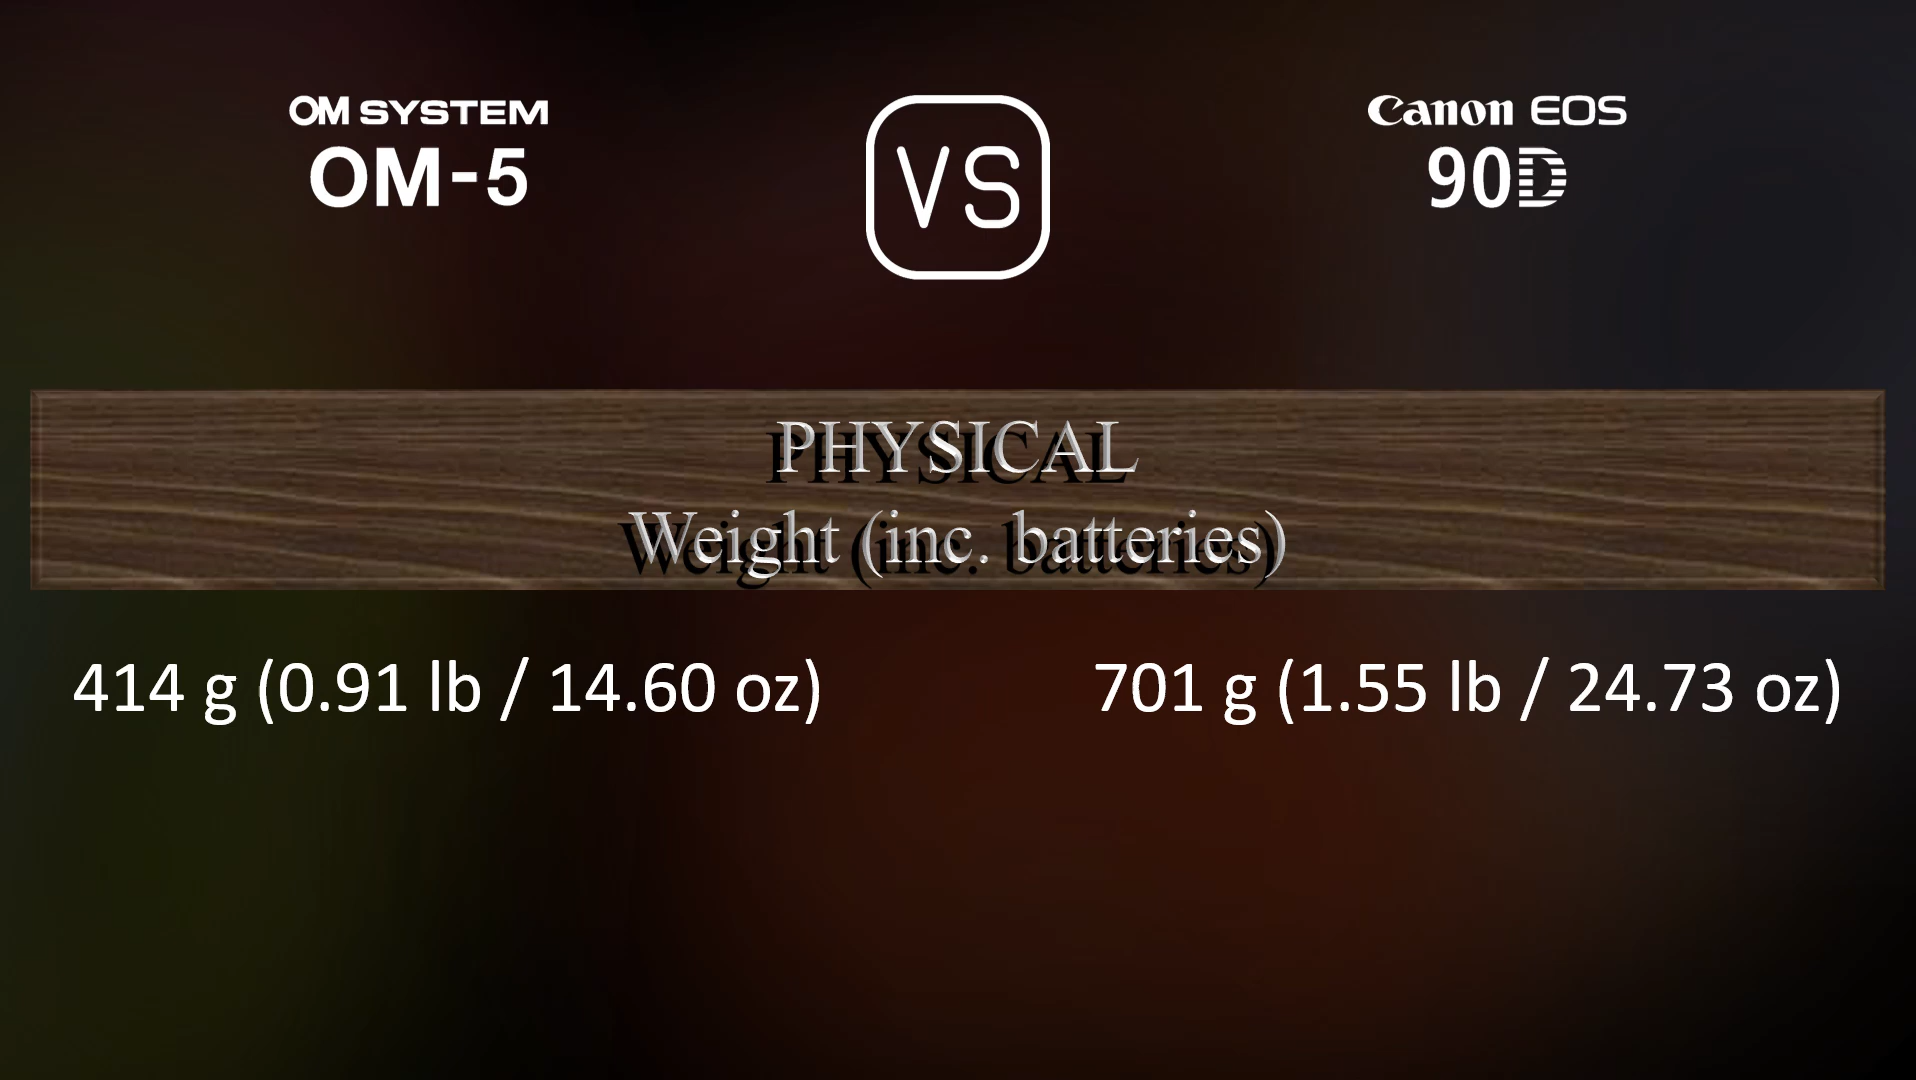 OM SYSTEM
OM-5
VS
Canon EOS
90D
PHYSICAL
Weight (inc. batteries)
414 g (0.91 lb / 14.60 oz)
701 g (1.55 lb / 24.73 oz)